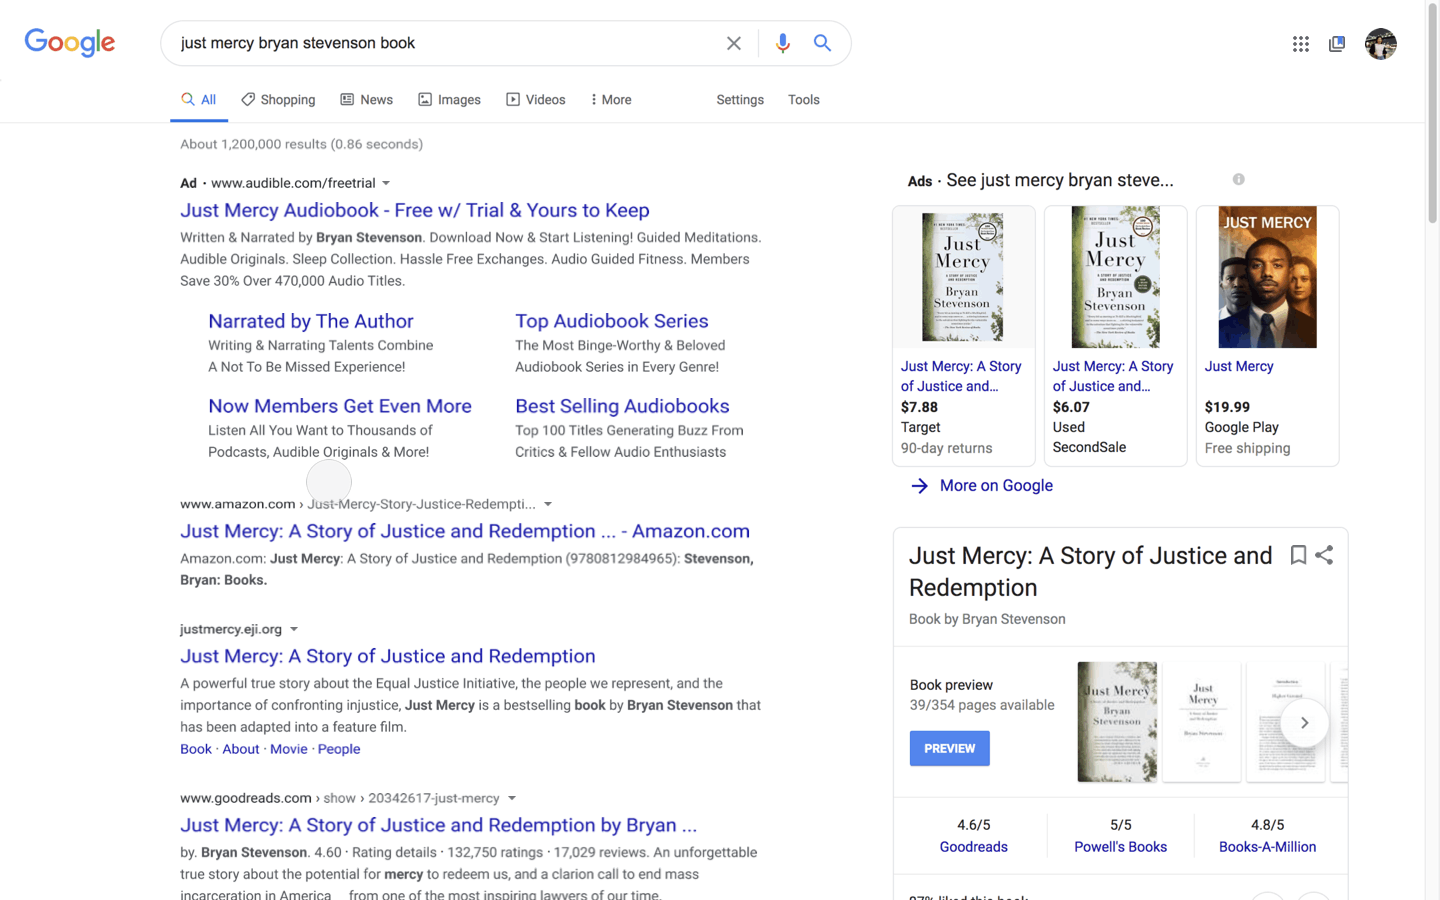 Google
just mercy bryan stevenson book
All
Shopping
News
Images
Videos
More
Settings
Tools
About 1,200,000 results (0.86 seconds)
Ad · www.audible.com/freetrial
Just Mercy Audiobook - Free w/ Trial & Yours to Keep
Written & Narrated by Bryan Stevenson. Download Now & Start Listening! Guided Meditations.
Audible Originals. Sleep Collection. Hassle Free Exchanges. Audio Guided Fitness. Members
Save 30% Over 470,000 Audio Titles.
Narrated by The Author
Writing & Narrating Talents Combine
A Not To Be Missed Experience!
Top Audiobook Series
The Most Binge-Worthy & Beloved
Audiobook Series in Every Genre!
Now Members Get Even More
Listen All You Want to Thousands of
Podcasts, Audible Originals & More!
Best Selling Audiobooks
Top 100 Titles Generating Buzz From
Critics & Fellow Audio Enthusiasts
www.amazon.com › Just-Mercy-Story-Justice-Redempti...
Just Mercy: A Story of Justice and Redemption ... - Amazon.com
Amazon.com: Just Mercy: A Story of Justice and Redemption (9780812984965): Stevenson,
Bryan: Books.
justmercy.eji.org
Just Mercy: A Story of Justice and Redemption
A powerful true story about the Equal Justice Initiative, the people we represent, and the
importance of confronting injustice, Just Mercy is a bestselling book by Bryan Stevenson that
has been adapted into a feature film.
Book · About · Movie · People
www.goodreads.com › show › 20342617-just-mercy
Just Mercy: A Story of Justice and Redemption by Bryan ...
by. Bryan Stevenson. 4.60 · Rating details · 132,750 ratings · 17,029 reviews. An unforgettable
true story about the potential for mercy to redeem us, and a clarion call to end mass
incarceration in America from one of the most inspiring lawyers of our time.
Ads · See just mercy bryan steve...
Just
Mercy
Bryan
Stevenson
Just Mercy: A Story
of Justice and...
$7.88
Target
90-day returns
Just
Mercy
A STORY OF JUSTICE
AND REDEMPTION
Bryan
Stevenson
Just Mercy: A Story
of Justice and...
$6.07
Used
SecondSale
JUST MERCY
Just Mercy
$19.99
Google Play
Free shipping
More on Google
Just Mercy: A Story of Justice and
Redemption
Book by Bryan Stevenson
Book preview
39/354 pages available
PREVIEW
Just Mercy
Bryan
Stevenson
Just
Mercy
Bryan Stevenson
4.6/5
Goodreads
5/5
Powell's Books
4.8/5
Books-A-Million